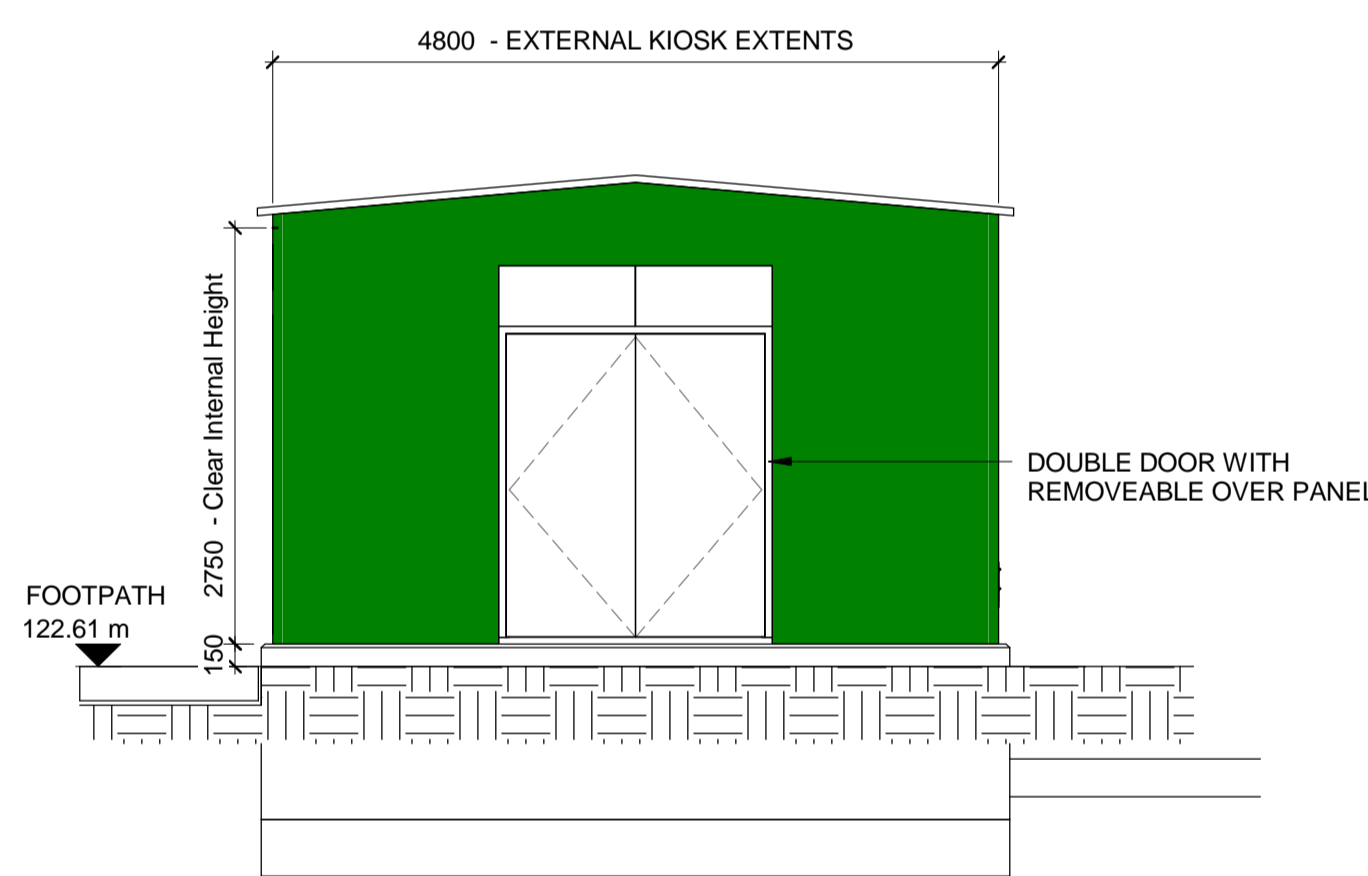 4800 - EXTERNAL KIOSK EXTENTS
2750 - Clear Internal Height
150
DOUBLE DOOR WITH
REMOVEABLE OVER PANEL
FOOTPATH
122.61 m